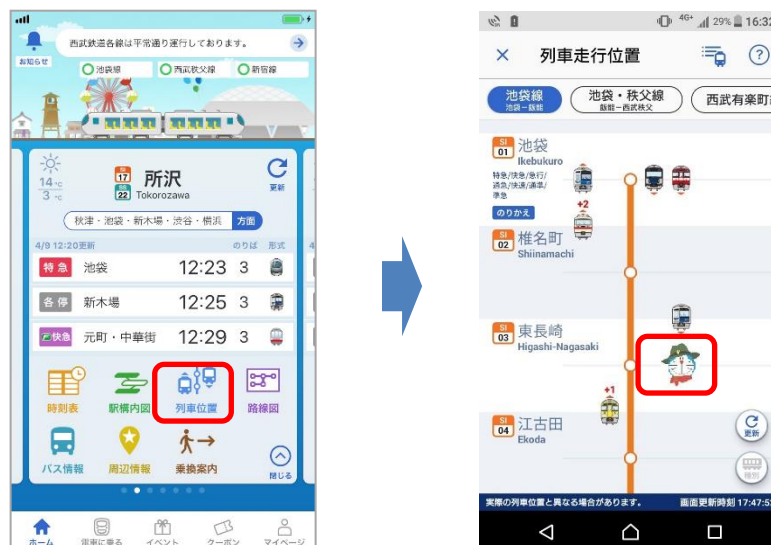 西武鉄道各線は平常通り運行しております。
お知らせ
池袋線
西武秩父線
新宿線
14℃
3℃
SI
17
SS
22
所沢
Tokorozawa
更新
秋津・池袋・新木場・渋谷・横浜 方面
4/9 12:20更新 のりば 形式
特急 池袋 12:23 3
各停 新木場 12:25 3
F快急 元町・中華街 12:29 3
時刻表
駅構内図
列車位置
路線図
バス情報
周辺情報
乗換案内
閉じる
ホーム
電車に乗る
イベント
クーポン
マイページ
4G+ 29% 16:32
× 列車走行位置 ?
池袋線
池袋-飯能
池袋・秩父線
飯能-西武秩父
西武有楽町
SI
01
池袋
Ikebukuro
特急/快急/急行/
通急/快速/通準/
準急
のりかえ
+2
SI
02
椎名町
Shiinamachi
SI
03
東長崎
Higashi-Nagasaki
+1
SI
04
江古田
Ekoda
更新
種別
実際の列車位置と異なる場合があります。 画面更新時刻 17:47:5